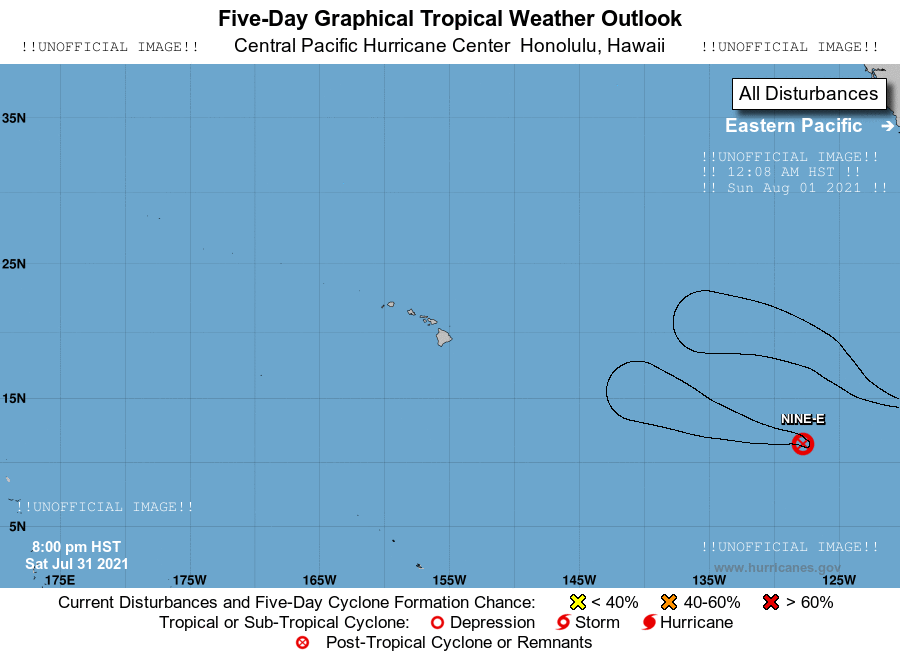 Five-Day Graphical Tropical Weather Outlook
!!UNOFFICIAL IMAGE!! Central Pacific Hurricane Center Honolulu, Hawaii !!UNOFFICIAL IMAGE!!
All Disturbances
35N
Eastern Pacific →
!!UNOFFICIAL IMAGE!!
!! 12:08 AM HST !!
!! Sun Aug 01 2021 !!
25N
15N
NINE-E
!!UNOFFICIAL IMAGE!!
5N
8:00 pm HST
Sat Jul 31 2021
!!UNOFFICIAL IMAGE!!
www.hurricanes.gov
175E 175W 165W 155W 145W 135W 125W
Current Disturbances and Five-Day Cyclone Formation Chance: < 40% 40-60% > 60%
Tropical or Sub-Tropical Cyclone: Depression Storm Hurricane
Post-Tropical Cyclone or Remnants